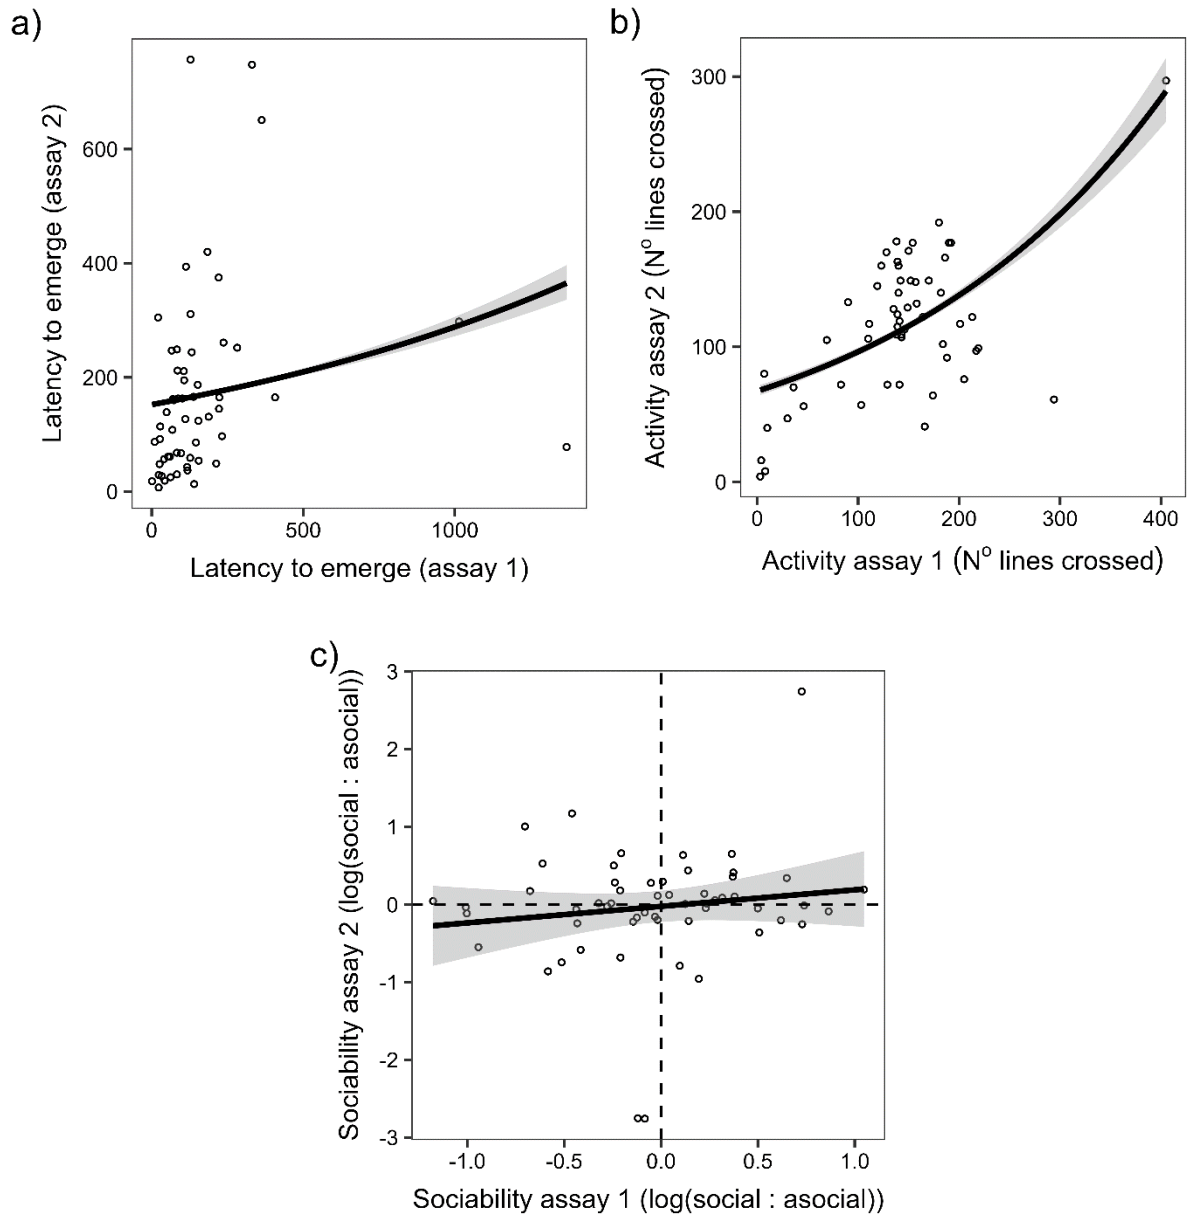 a)
Latency to emerge (assay 2)
600
400
200
0
0 500 1000
Latency to emerge (assay 1)
b)
Activity assay 2 (Nº lines crossed)
300
200
100
0
0 100 200 300 400
Activity assay 1 (Nº lines crossed)
c)
Sociability assay 2 (log(social : asocial))
3
2
1
0
-1
-2
-3
-1.0 -0.5 0.0 0.5 1.0
Sociability assay 1 (log(social : asocial))